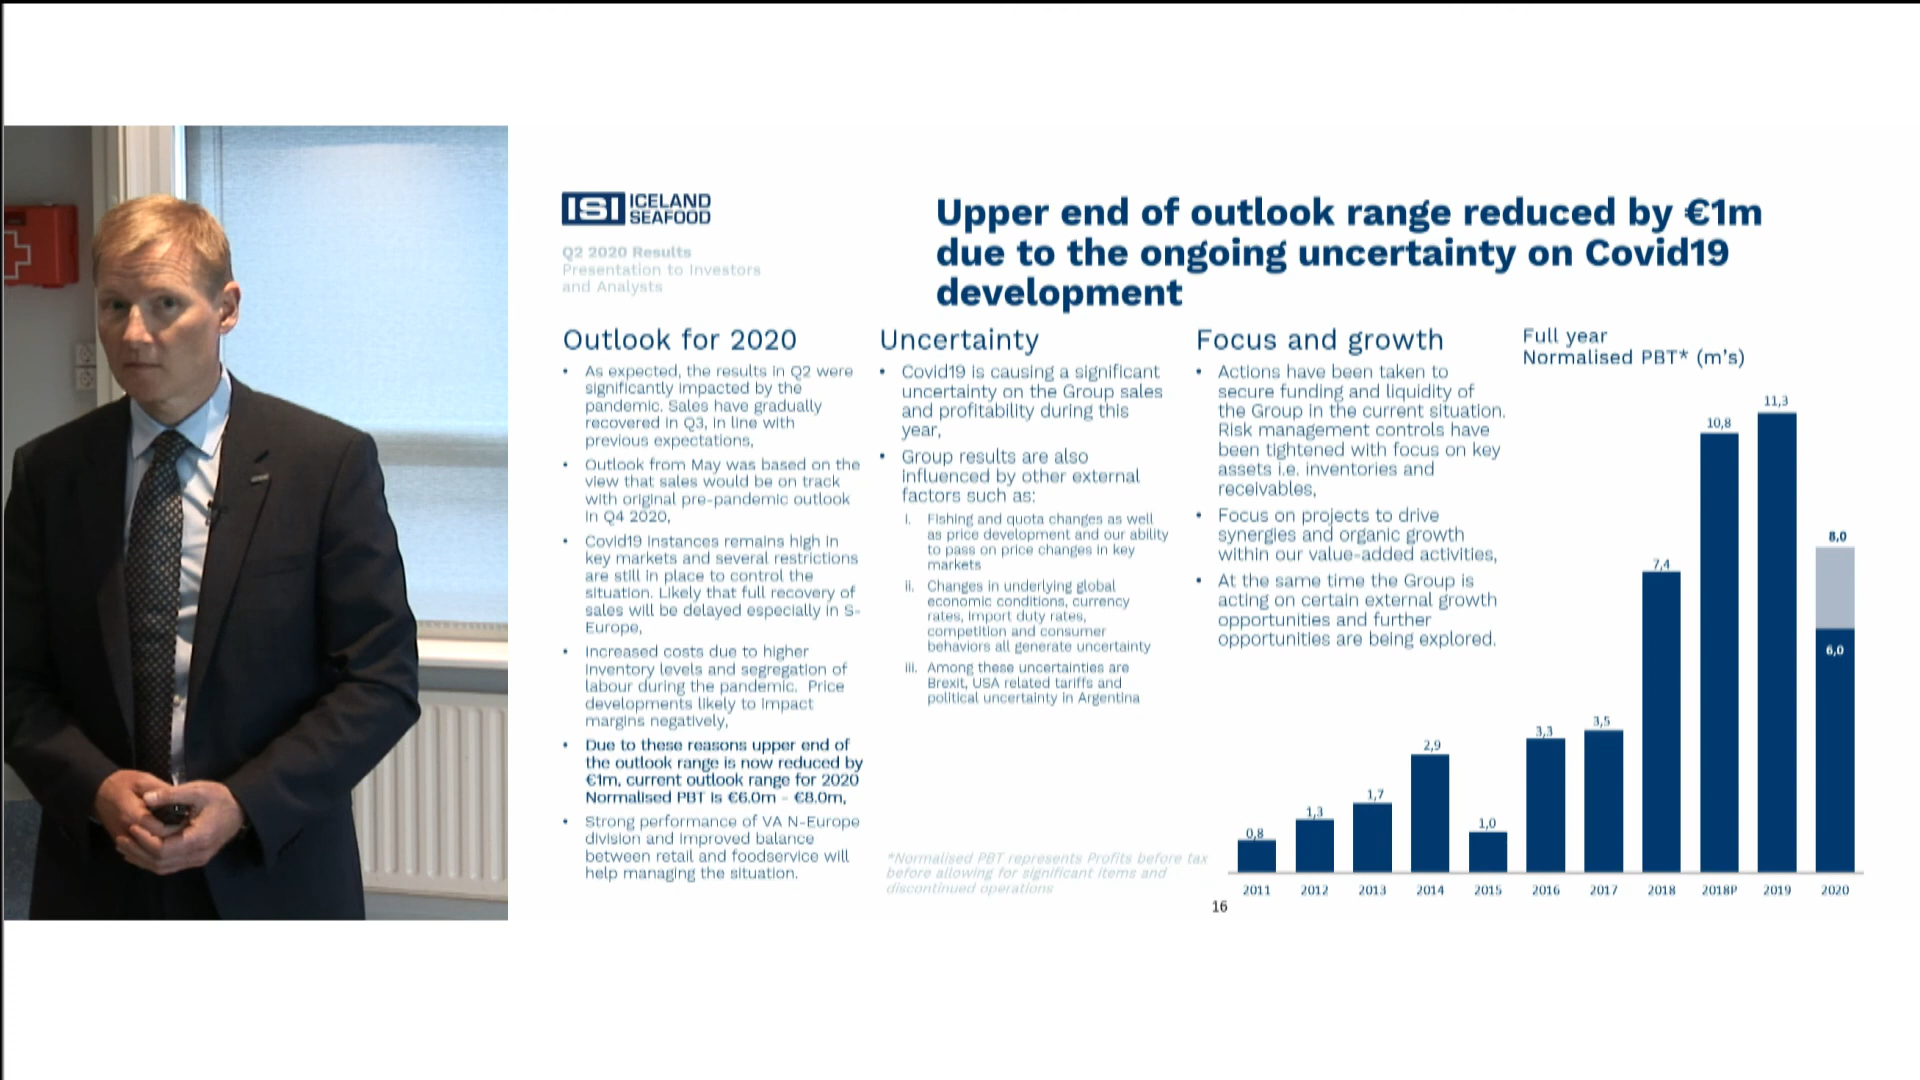 ISI ICELAND
SEAFOOD
Q2 2020 Results
Presentation to Investors
and Analysts
Upper end of outlook range reduced by €1m
due to the ongoing uncertainty on Covid19
development
Outlook for 2020
• As expected, the results in Q2 were
significantly impacted by the
pandemic. Sales have gradually
recovered in Q3, in line with
previous expectations,
• Outlook from May was based on the
view that sales would be on track
with original pre-pandemic outlook
in Q4 2020,
• Covid19 instances remains high in
key markets and several restrictions
are still in place to control the
situation. Likely that full recovery of
sales will be delayed especially in S-
Europe,
• Increased costs due to higher
inventory levels and segregation of
labour during the pandemic. Price
developments likely to impact
margins negatively,
• Due to these reasons upper end of
the outlook range is now reduced by
€1m, current outlook range for 2020
Normalised PBT is €6.0m - €8.0m,
• Strong performance of VA N-Europe
division and improved balance
between retail and foodservice will
help managing the situation.
Uncertainty
• Covid19 is causing a significant
uncertainty on the Group sales
and profitability during this
year,
• Group results are also
influenced by other external
factors such as:
i. Fishing and quota changes as well
as price development and our ability
to pass on price changes in key
markets
ii. Changes in underlying global
economic conditions, currency
rates, import duty rates,
competition and consumer
behaviors all generate uncertainty
iii. Among these uncertainties are
Brexit, USA related tariffs and
political uncertainty in Argentina
*Normalised PBT represents Profits before tax
before allowing for significant items and
discontinued operations
Focus and growth
• Actions have been taken to
secure funding and liquidity of
the Group in the current situation.
Risk management controls have
been tightened with focus on key
assets i.e. inventories and
receivables,
• Focus on projects to drive
synergies and organic growth
within our value-added activities,
• At the same time the Group is
acting on certain external growth
opportunities and further
opportunities are being explored.
Full year
Normalised PBT* (m's)
0,8
1,3
1,7
2,9
1,0
3,3
3,5
7,4
10,8
11,3
8,0
6,0
2011 2012 2013 2014 2015 2016 2017 2018 2018P 2019 2020
16